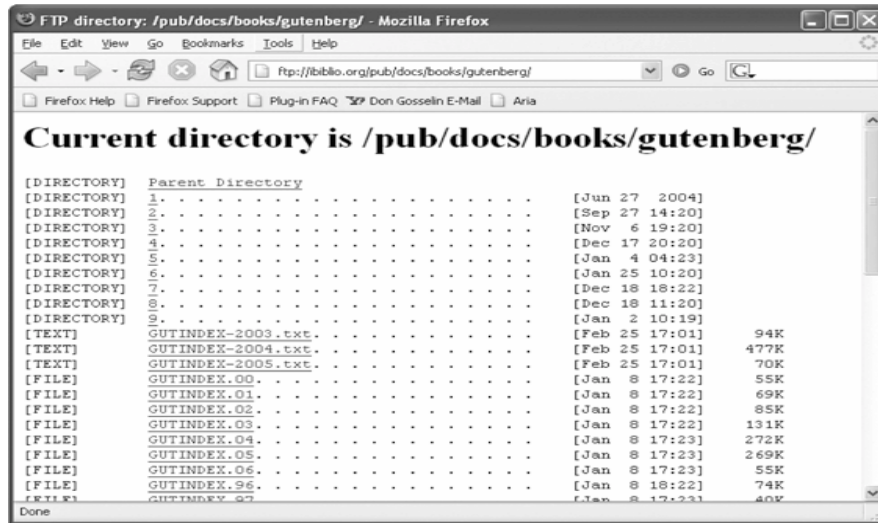 FTP directory: /pub/docs/books/gutenberg/ - Mozilla Firefox
File Edit View Go Bookmarks Tools Help
ftp://ibiblio.org/pub/docs/books/gutenberg/ Go G
Firefox Help Firefox Support Plug-in FAQ Don Gosselin E-Mail Aria
Current directory is /pub/docs/books/gutenberg/
[DIRECTORY] Parent Directory
[DIRECTORY] 1. . . . . . . . . . . . . . . . . . . . . . . . [Jun 27 2004]
[DIRECTORY] 2. . . . . . . . . . . . . . . . . . . . . . . . [Sep 27 14:20]
[DIRECTORY] 3. . . . . . . . . . . . . . . . . . . . . . . . [Nov 6 19:20]
[DIRECTORY] 4. . . . . . . . . . . . . . . . . . . . . . . . [Dec 17 20:20]
[DIRECTORY] 5. . . . . . . . . . . . . . . . . . . . . . . . [Jan 4 04:23]
[DIRECTORY] 6. . . . . . . . . . . . . . . . . . . . . . . . [Jan 25 10:20]
[DIRECTORY] 7. . . . . . . . . . . . . . . . . . . . . . . . [Dec 18 18:22]
[DIRECTORY] 8. . . . . . . . . . . . . . . . . . . . . . . . [Dec 18 11:20]
[DIRECTORY] 9. . . . . . . . . . . . . . . . . . . . . . . . [Jan 2 10:19]
[TEXT] GUTINDEX-2003.txt. . . . . . . . . . . . . . [Feb 25 17:01] 94K
[TEXT] GUTINDEX-2004.txt. . . . . . . . . . . . . . [Feb 25 17:01] 477K
[TEXT] GUTINDEX-2005.txt. . . . . . . . . . . . . . [Feb 25 17:01] 70K
[FILE] GUTINDEX.00. . . . . . . . . . . . . . . . . . [Jan 8 17:22] 55K
[FILE] GUTINDEX.01. . . . . . . . . . . . . . . . . . [Jan 8 17:22] 69K
[FILE] GUTINDEX.02. . . . . . . . . . . . . . . . . . [Jan 8 17:22] 85K
[FILE] GUTINDEX.03. . . . . . . . . . . . . . . . . . [Jan 8 17:22] 131K
[FILE] GUTINDEX.04. . . . . . . . . . . . . . . . . . [Jan 8 17:23] 272K
[FILE] GUTINDEX.05. . . . . . . . . . . . . . . . . . [Jan 8 17:23] 269K
[FILE] GUTINDEX.06. . . . . . . . . . . . . . . . . . [Jan 8 17:23] 55K
[FILE] GUTINDEX.96. . . . . . . . . . . . . . . . . . [Jan 8 18:22] 74K
[FILE] GUTINDEX.97. . . . . . . . . . . . . . . . . . [Jan 8 17:23] 40K
Done